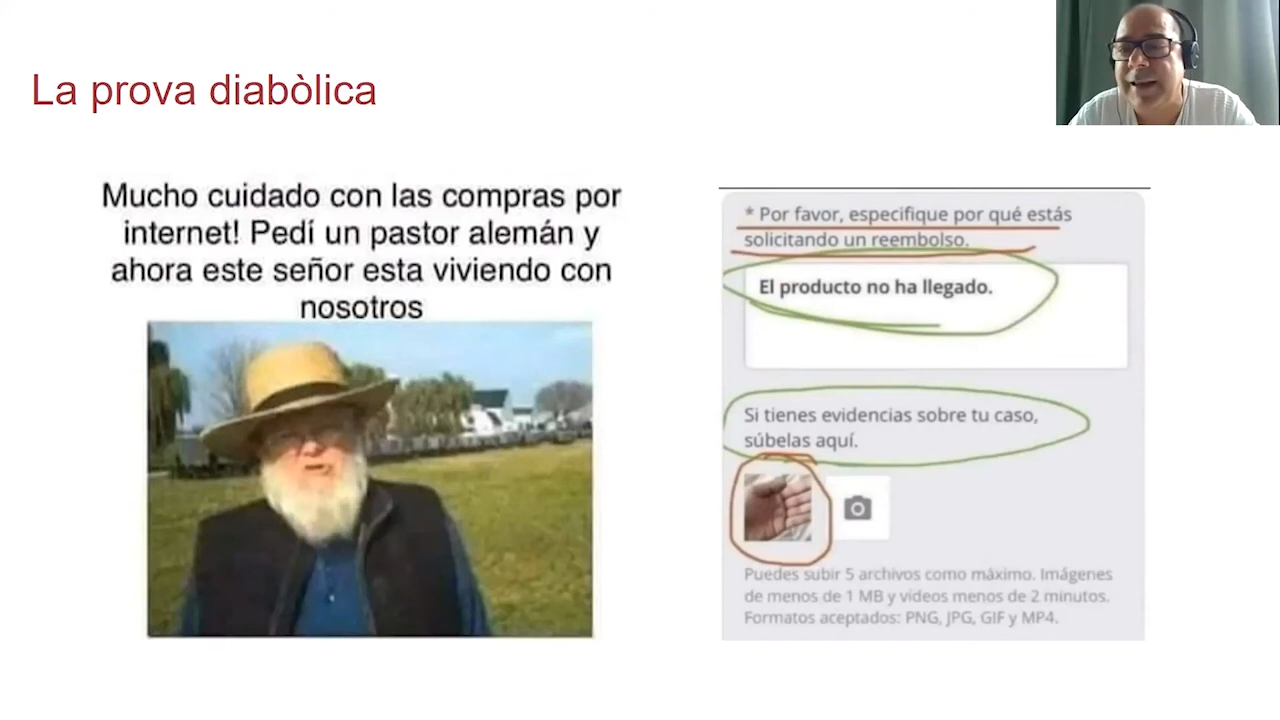 La prova diabòlica
Mucho cuidado con las compras por
internet! Pedí un pastor alemán y
ahora este señor esta viviendo con
nosotros
* Por favor, especifique por qué estás
solicitando un reembolso.
El producto no ha llegado.
Si tienes evidencias sobre tu caso,
súbelas aquí.
Puedes subir 5 archivos como máximo. Imágenes
de menos de 1 MB y vídeos menos de 2 minutos.
Formatos aceptados: PNG, JPG, GIF y MP4.